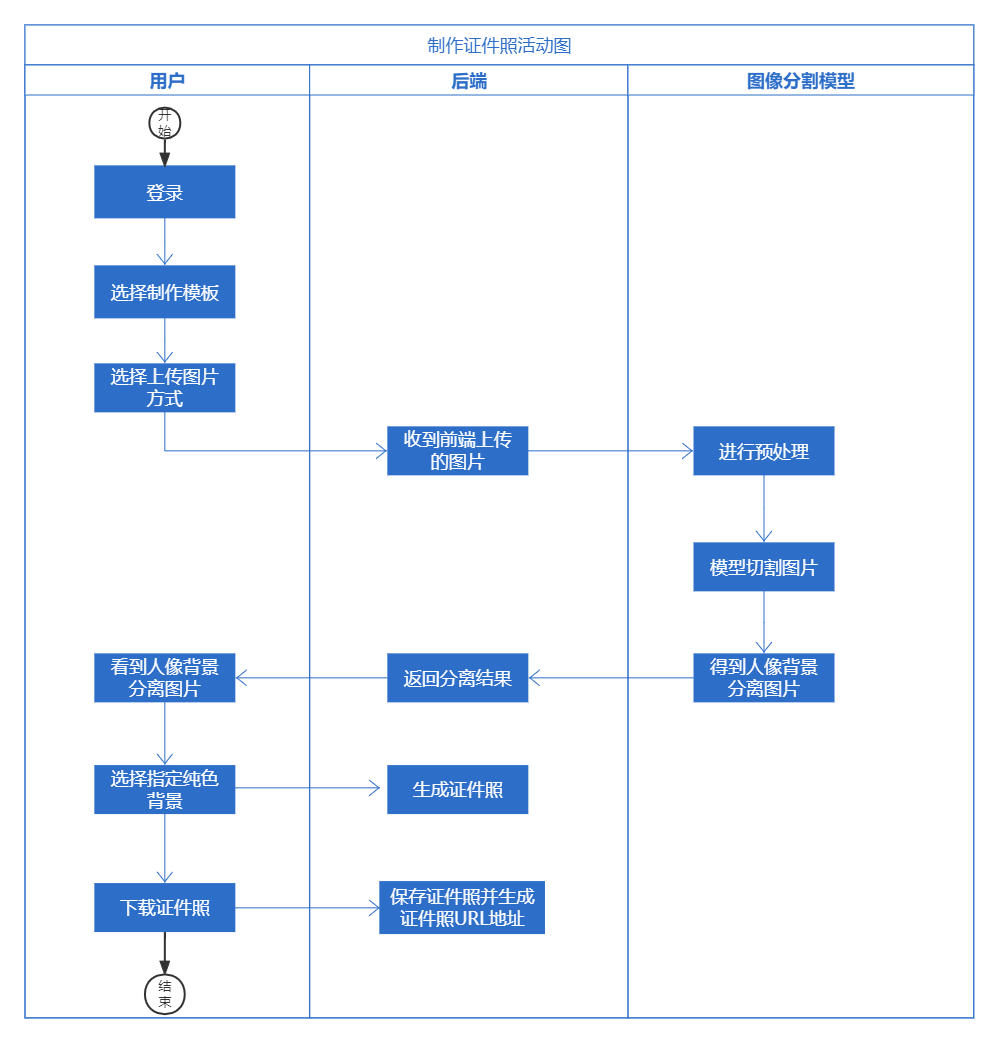 制作证件照活动图
用户
后端
图像分割模型
开
始
登录
选择制作模板
选择上传图片
方式
收到前端上传
的图片
进行预处理
模型切割图片
看到人像背景
分离图片
返回分离结果
得到人像背景
分离图片
选择指定纯色
背景
生成证件照
下载证件照
保存证件照并生成
证件照URL地址
结
束